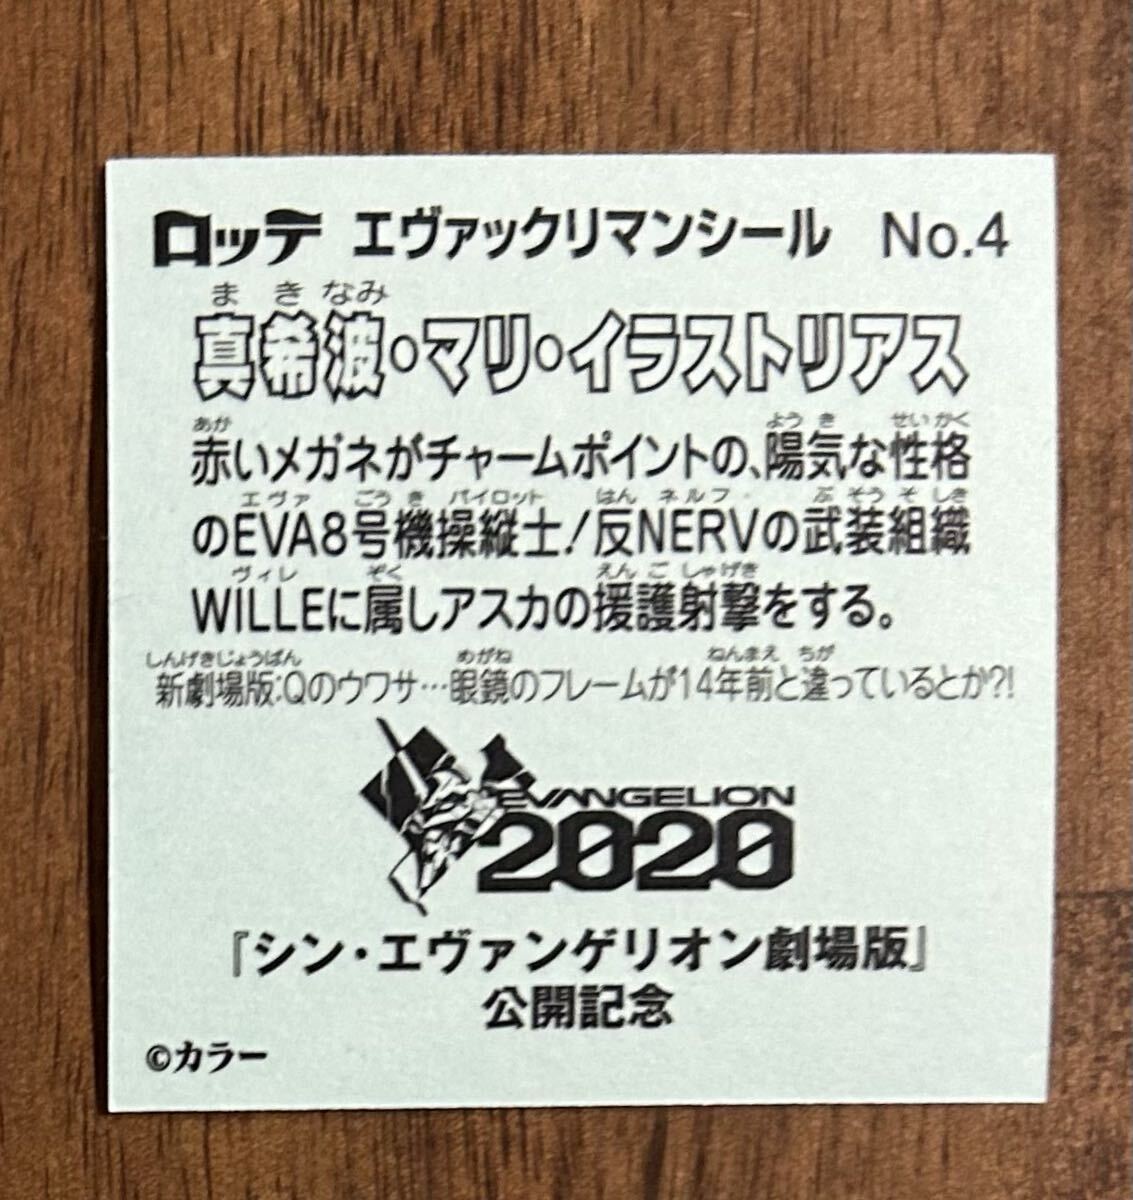 ロッテ エヴァックリマンシール No.4
まきなみ
真希波・マリ・イラストリアス
あか ようき せいかく
赤いメガネがチャームポイントの、陽気な性格
エヴァ ごうき パイロット はん ネルフ ぶそうそしき
のEVA8号機操縦士!反NERVの武装組織
ヴィレ ぞく えんごしゃげき
WILLEに属しアスカの援護射撃をする。
しんげきじょうばん めがね ねんまえ ちが
新劇場版:Qのウワサ…眼鏡のフレームが14年前と違っているとか?!
EVANGELION
2020
『シン・エヴァンゲリオン劇場版』
公開記念
©カラー